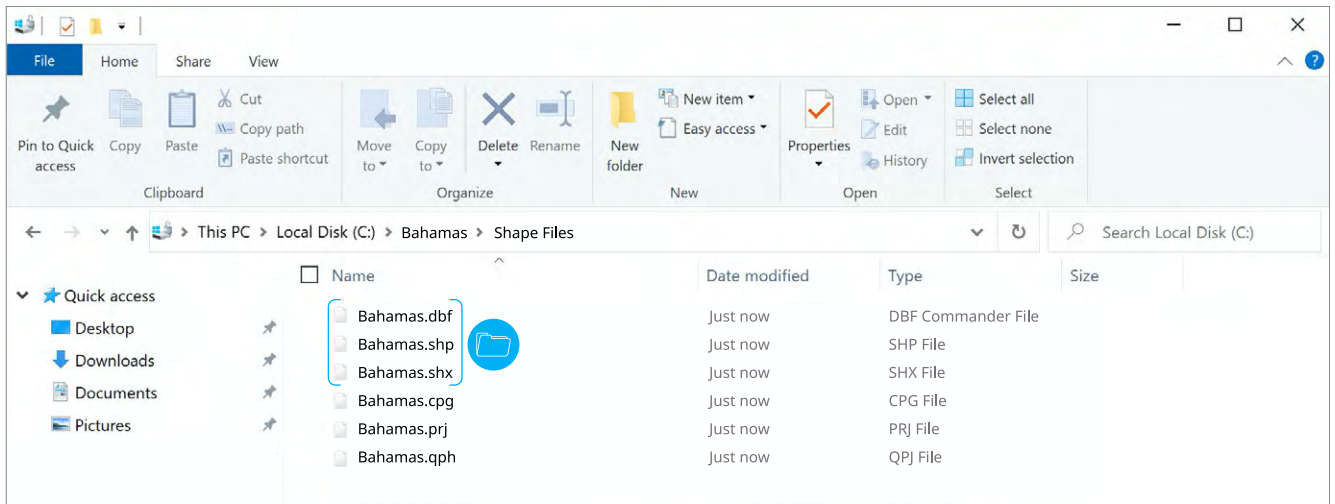 File Home Share View
Cut
New item Open Select all
Copy path Easy access Edit Select none
Pin to Quick Copy Paste Move Copy Delete Rename New Properties
access Paste shortcut to to folder History Invert selection
Clipboard Organize New Open Select
This PC > Local Disk (C:) > Bahamas > Shape Files Search Local Disk (C:)
Name Date modified Type Size
Quick access
Bahamas.dbf Just now DBF Commander File
Desktop
Bahamas.shp Just now SHP File
Downloads
Bahamas.shx Just now SHX File
Documents
Bahamas.cpg Just now CPG File
Pictures
Bahamas.prj Just now PRJ File
Bahamas.qph Just now QPJ File